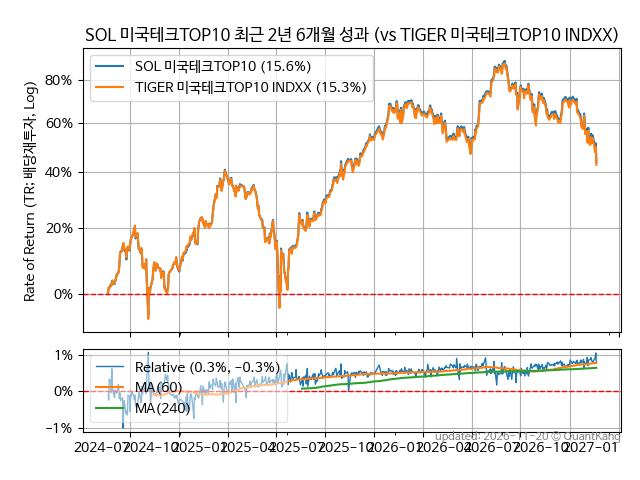 SOL 미국테크TOP10 최근 2년 6개월 성과 (vs TIGER 미국테크TOP10 INDXX)
Rate of Return (TR: 배당재투자, Log)
SOL 미국테크TOP10 (15.6%)
TIGER 미국테크TOP10 INDXX (15.3%)
80%
60%
40%
20%
0%
Relative (0.3%, −0.3%)
MA(60)
MA(240)
1%
0%
−1%
2024−07
2024−10
2025−01
2025−04
2025−07
2025−10
2026−01
2026−04
2026−07
2026−10
2027−01
updated: 2026−11−20 © QuantKang